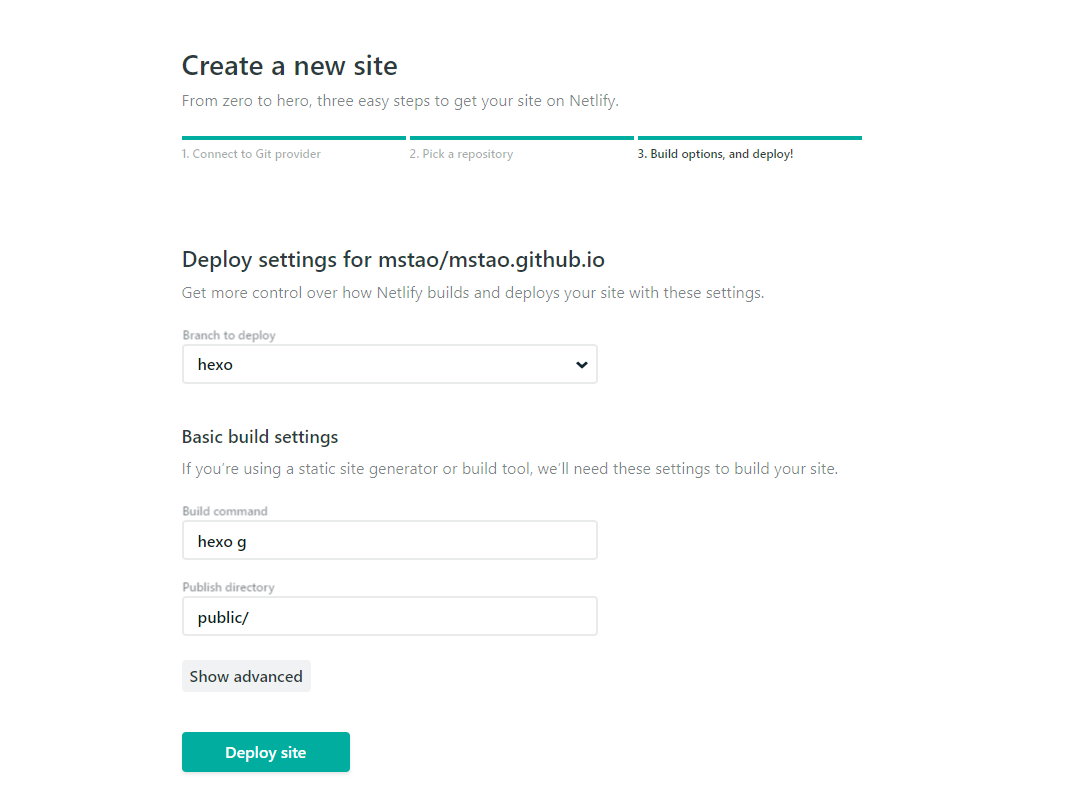 Create a new site
From zero to hero, three easy steps to get your site on Netlify.
1. Connect to Git provider
2. Pick a repository
3. Build options, and deploy!
Deploy settings for mstao/mstao.github.io
Get more control over how Netlify builds and deploys your site with these settings.
Branch to deploy
hexo
Basic build settings
If you’re using a static site generator or build tool, we’ll need these settings to build your site.
Build command
hexo g
Publish directory
public/
Show advanced
Deploy site